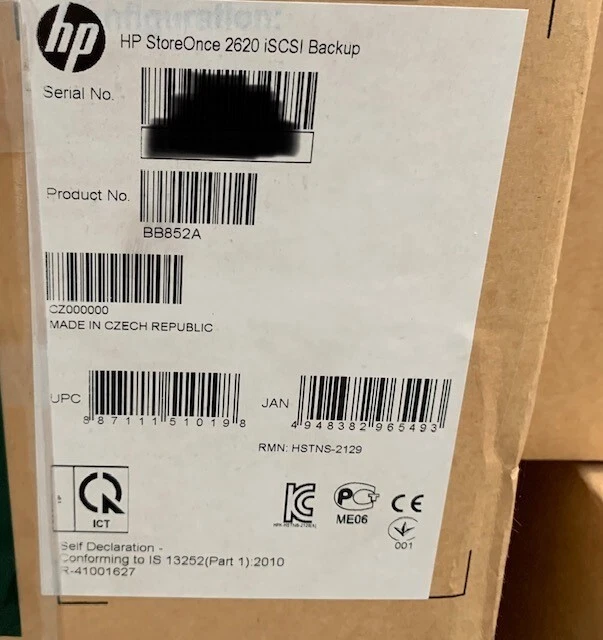 nfiguration:
hp
HP StoreOnce 2620 iSCSI Backup
Serial No.
Product No.
BB852A
CZ000000
MADE IN CZECH REPUBLIC
UPC
8 87111 51019 8
JAN
4 948382 965493
RMN: HSTNS-2129
ICT
ME06
CE
001
Self Declaration -
Conforming to IS 13252(Part 1):2010
R-41001627